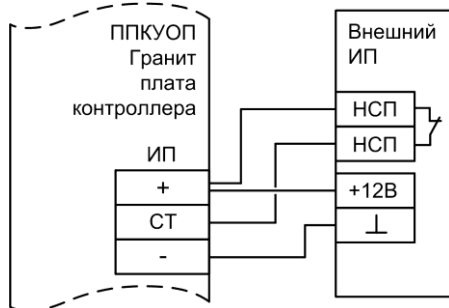 ППКУОП
Гранит
плата
контроллера
ИП
+
СТ
-
Внешний
ИП
НСП
НСП
+12В
⊥